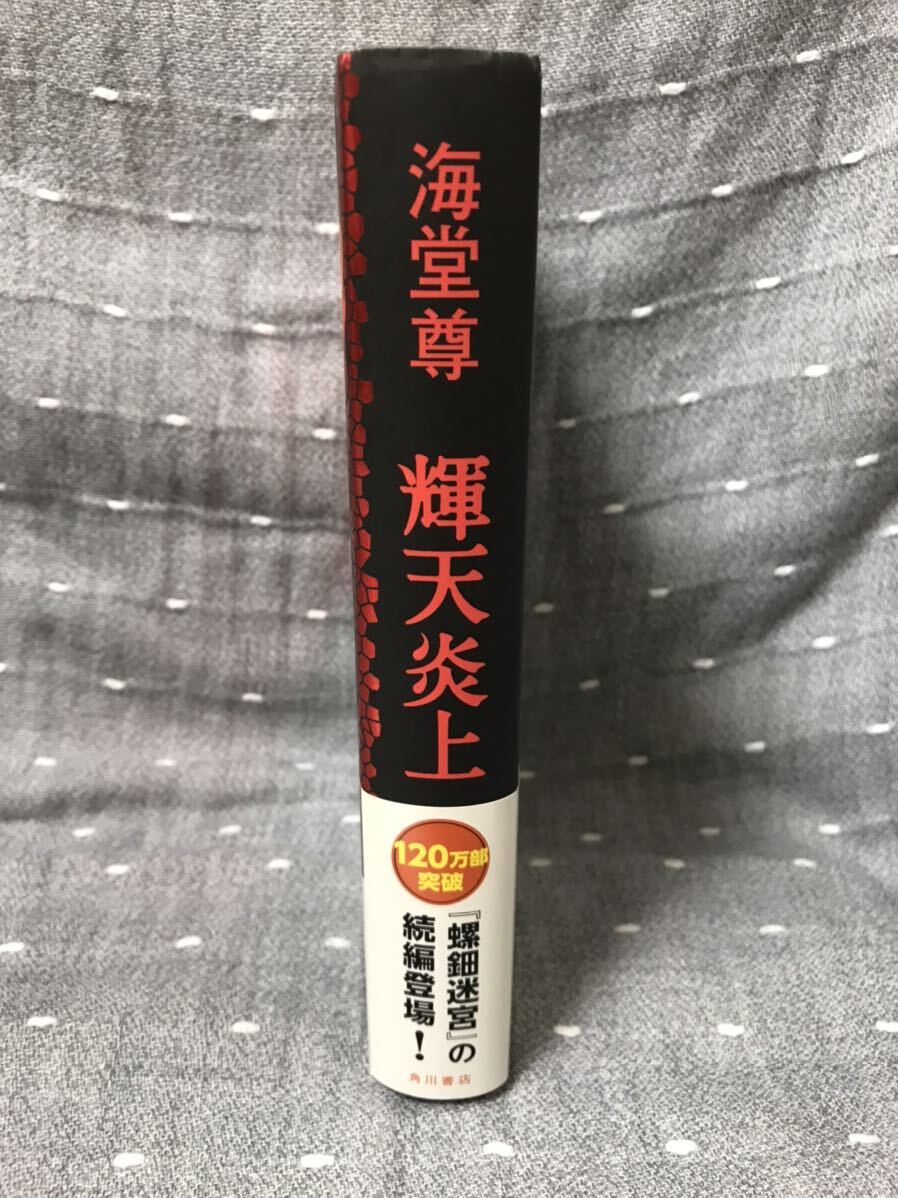 海堂尊
輝天炎上
120万部
突破
『螺鈿迷宮』の
続編登場！
角川書店